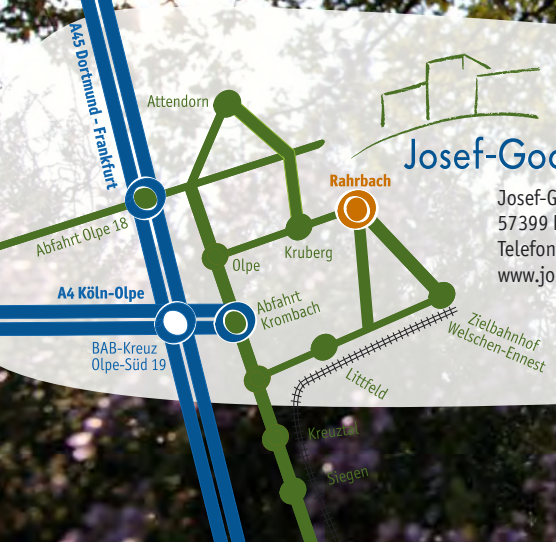 A45 Dortmund - Frankfurt
Attendorn
Josef-Goc
Rahrbach
Josef-G
57399
Telefon
www.jo
Abfahrt Olpe 18
Kruberg
Olpe
A4 Köln-Olpe
Abfahrt
Krombach
BAB-Kreuz
Olpe-Süd 19
Zielbahnhof
Welschen-Ennest
Littfeld
Kreuztal
Siegen